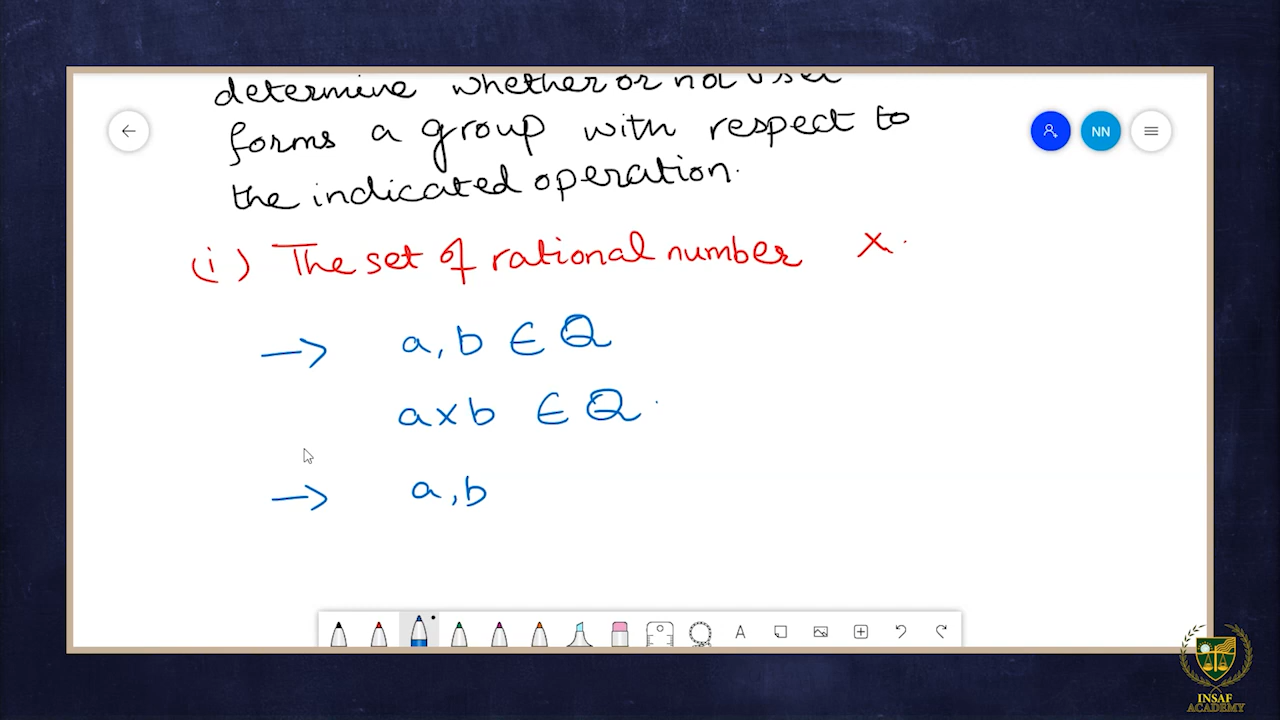 determine whether or not
forms a group with respect to
the indicated operation.
(i) The set of rational number ×.
→ a, b ∈ Q
a×b ∈ Q.
→ a, b
NN
A
INSAF
ACADEMY